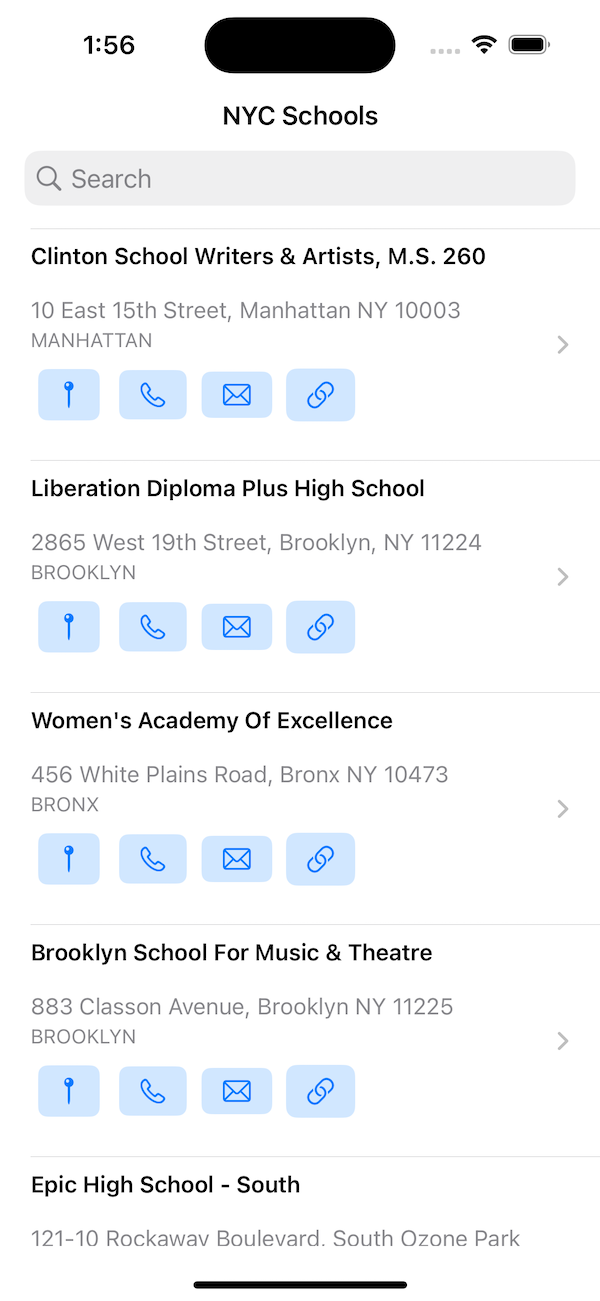 1:56
NYC Schools
Search
Clinton School Writers & Artists, M.S. 260
10 East 15th Street, Manhattan NY 10003
MANHATTAN
Liberation Diploma Plus High School
2865 West 19th Street, Brooklyn, NY 11224
BROOKLYN
Women's Academy Of Excellence
456 White Plains Road, Bronx NY 10473
BRONX
Brooklyn School For Music & Theatre
883 Classon Avenue, Brooklyn NY 11225
BROOKLYN
Epic High School - South
121-10 Rockaway Boulevard, South Ozone Park